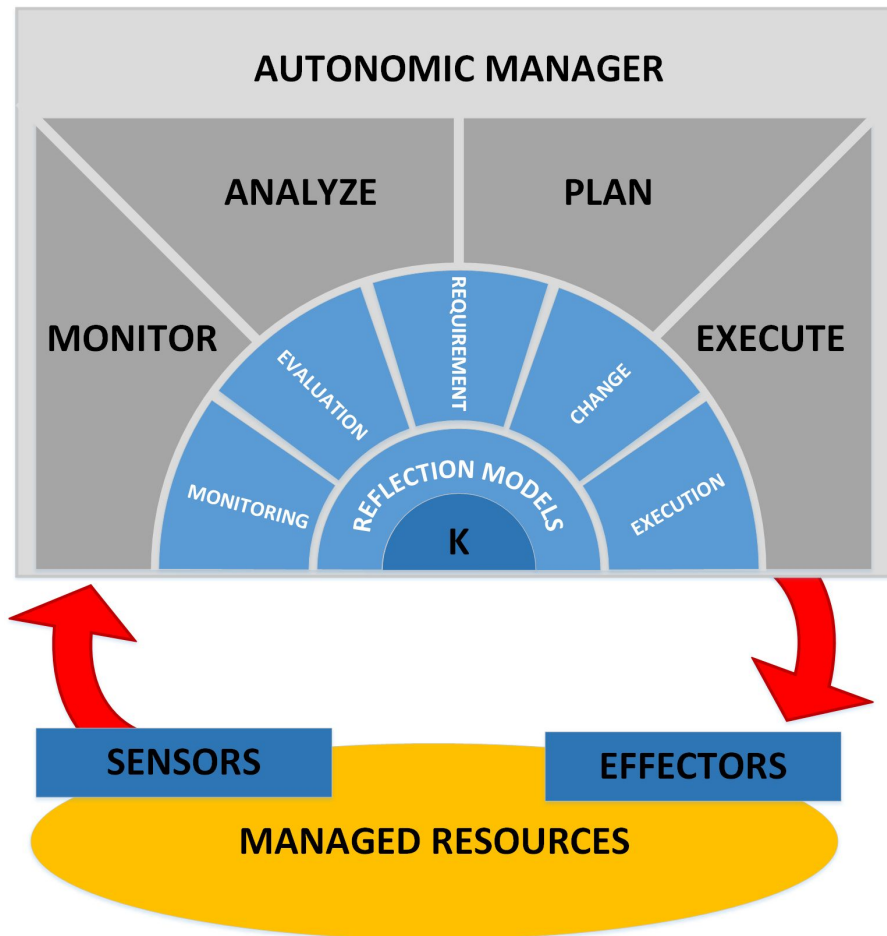 AUTONOMIC MANAGER
ANALYZE
PLAN
MONITOR
EXECUTE
MONITORING
EVALUATION
REQUIREMENT
CHANGE
EXECUTION
REFLECTION MODELS
K
SENSORS
EFFECTORS
MANAGED RESOURCES